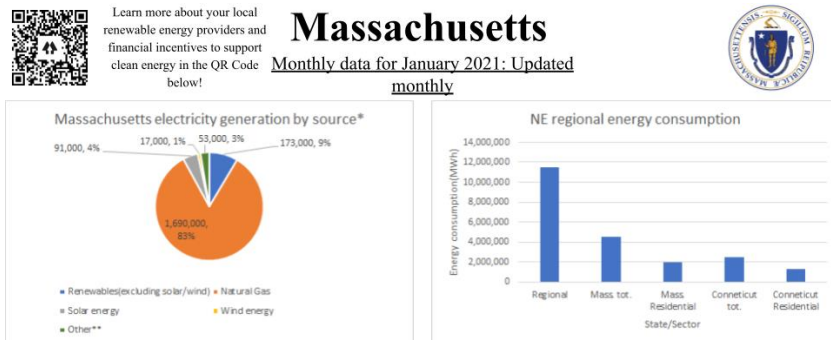 Learn more about your local
renewable energy providers and
financial incentives to support
clean energy in the QR Code
below!
Massachusetts
Monthly data for January 2021: Updated
monthly
Massachusetts electricity generation by source*
91,000, 4%
17,000, 1%
53,000, 3%
173,000, 9%
1,690,000,
83%
Renewables(excluding solar/wind)
Natural Gas
Solar energy
Wind energy
Other**
NE regional energy consumption
Energy consumption(MWh)
14,000,000
12,000,000
10,000,000
8,000,000
6,000,000
4,000,000
2,000,000
0
Regional
Mass. tot.
Mass.
Residential
Conneticut
tot.
Conneticut
Residential
State/Sector